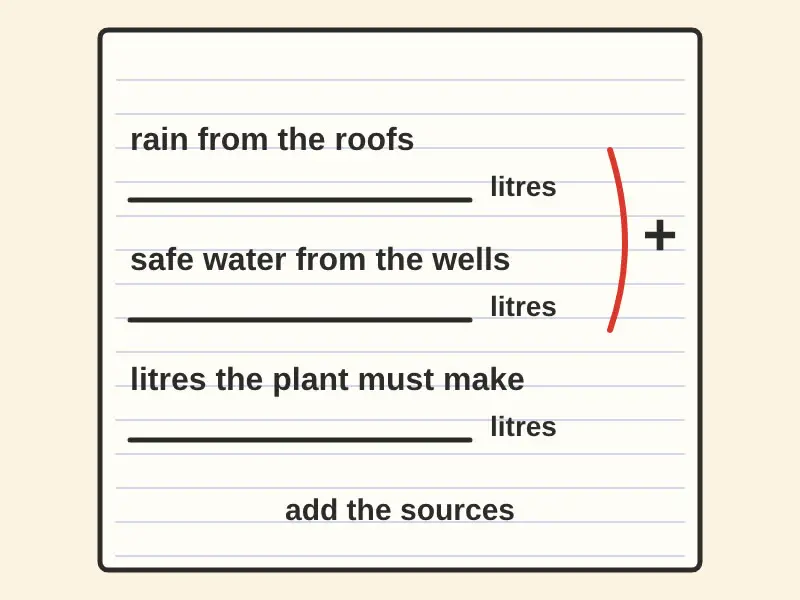 rain from the roofs
litres
safe water from the wells
litres
+
litres the plant must make
litres
add the sources